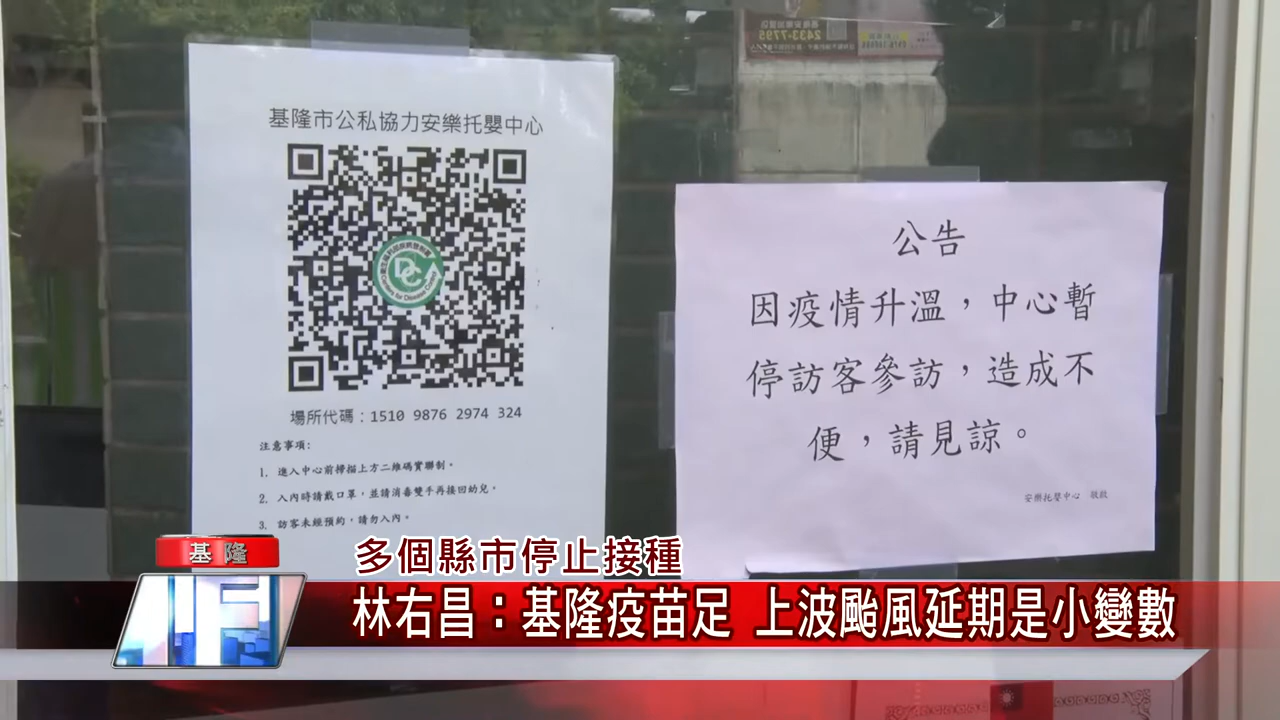 基隆市公私協力安樂托嬰中心
場所代碼：1510 9876 2974 324
注意事項:
1. 進入中心前掃描上方二維碼實聯制。
2. 入內時請戴口罩，並請消毒雙手再接回幼兒。
3. 訪客未經預約，請勿入內。
公告
因疫情升溫，中心暫
停訪客參訪，造成不
便，請見諒。
安樂托嬰中心 敬啟
2433-7795
基隆
多個縣市停止接種
林右昌：基隆疫苗足 上波颱風延期是小變數